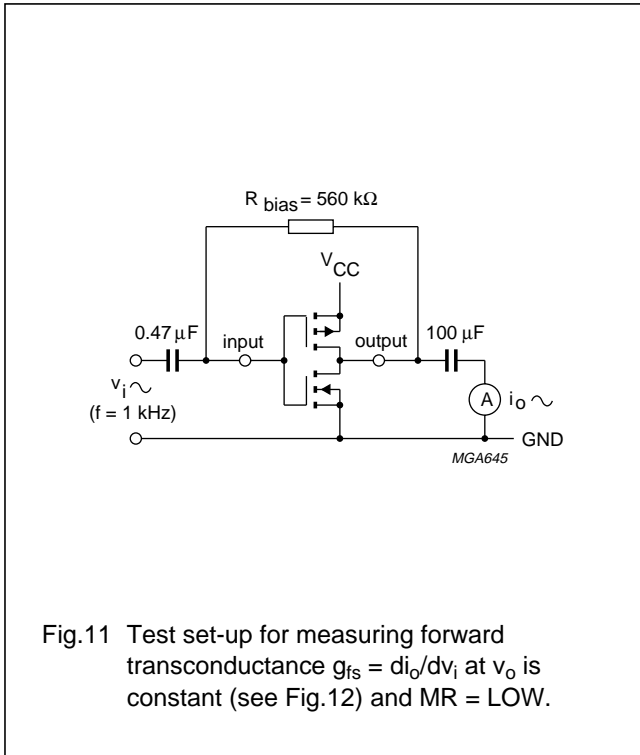 R bias = 560 kΩ
VCC
0.47 µF
input
output
100 µF
vi ~
(f = 1 kHz)
A
io ~
GND
MGA645
Fig.11 Test set-up for measuring forward
transconductance gfs = dio/dvi at vo is
constant (see Fig.12) and MR = LOW.